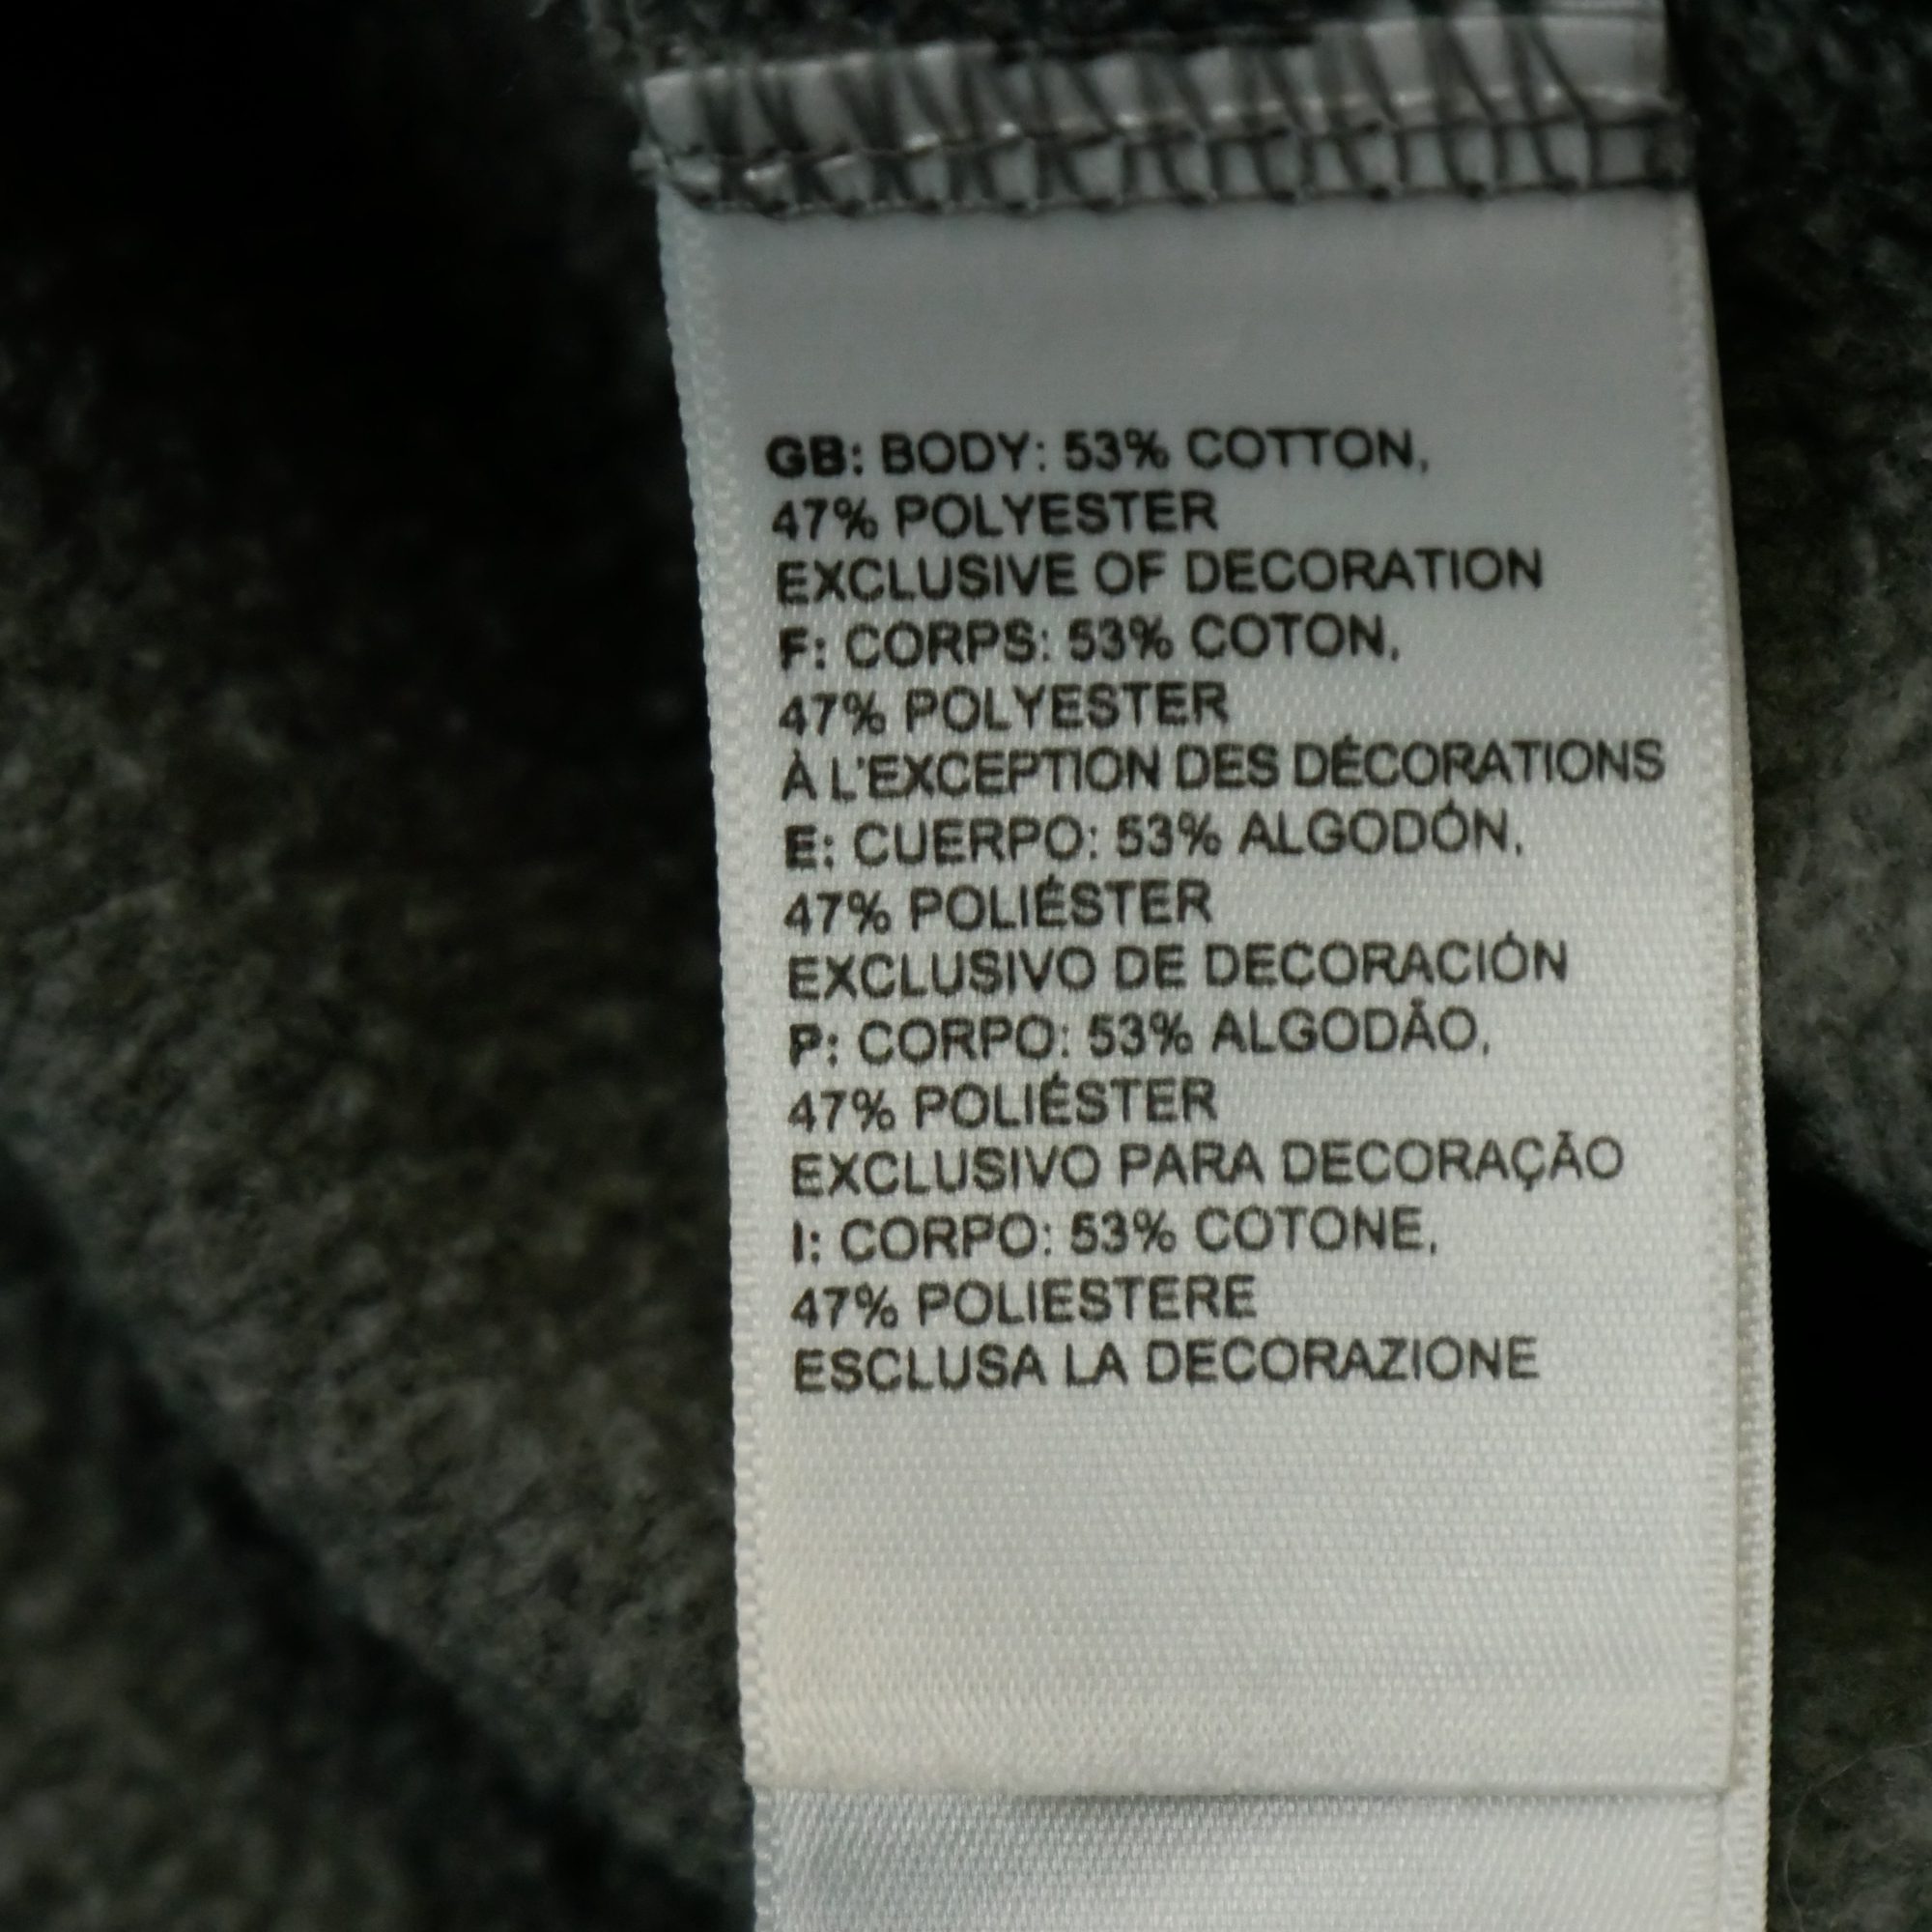 GB: BODY: 53% COTTON,
47% POLYESTER
EXCLUSIVE OF DECORATION
F: CORPS: 53% COTON,
47% POLYESTER
À L'EXCEPTION DES DÉCORATIONS
E: CUERPO: 53% ALGODÓN,
47% POLIÉSTER
EXCLUSIVO DE DECORACIÓN
P: CORPO: 53% ALGODÃO,
47% POLIÉSTER
EXCLUSIVO PARA DECORAÇÃO
I: CORPO: 53% COTONE,
47% POLIESTERE
ESCLUSA LA DECORAZIONE